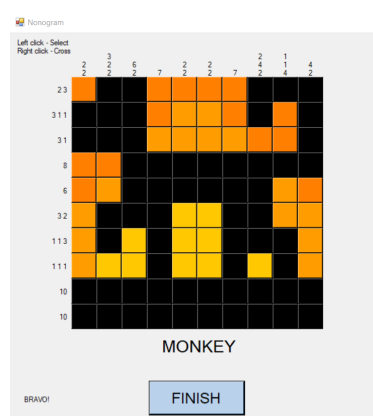 Nonogram
Left click - Select
Right click - Cross
3 2 1
2 2 6 2 2 4 1 4
2 2 2 7 2 2 7 2 4 2
2 3
3 1 1
3 1
8
6
3 2
1 1 3
1 1 1
10
10
MONKEY
BRAVO!
FINISH